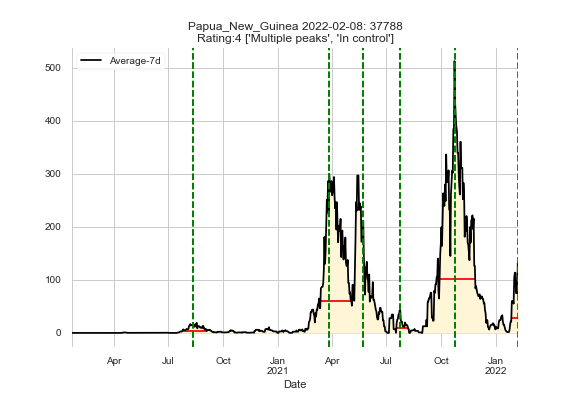 Papua_New_Guinea 2022-02-08: 37788
Rating:4 ['Multiple peaks', 'In control']
Average-7d
500
400
300
200
100
0
Apr
Jul
Oct
Jan
2021
Apr
Jul
Oct
Jan
2022
Date